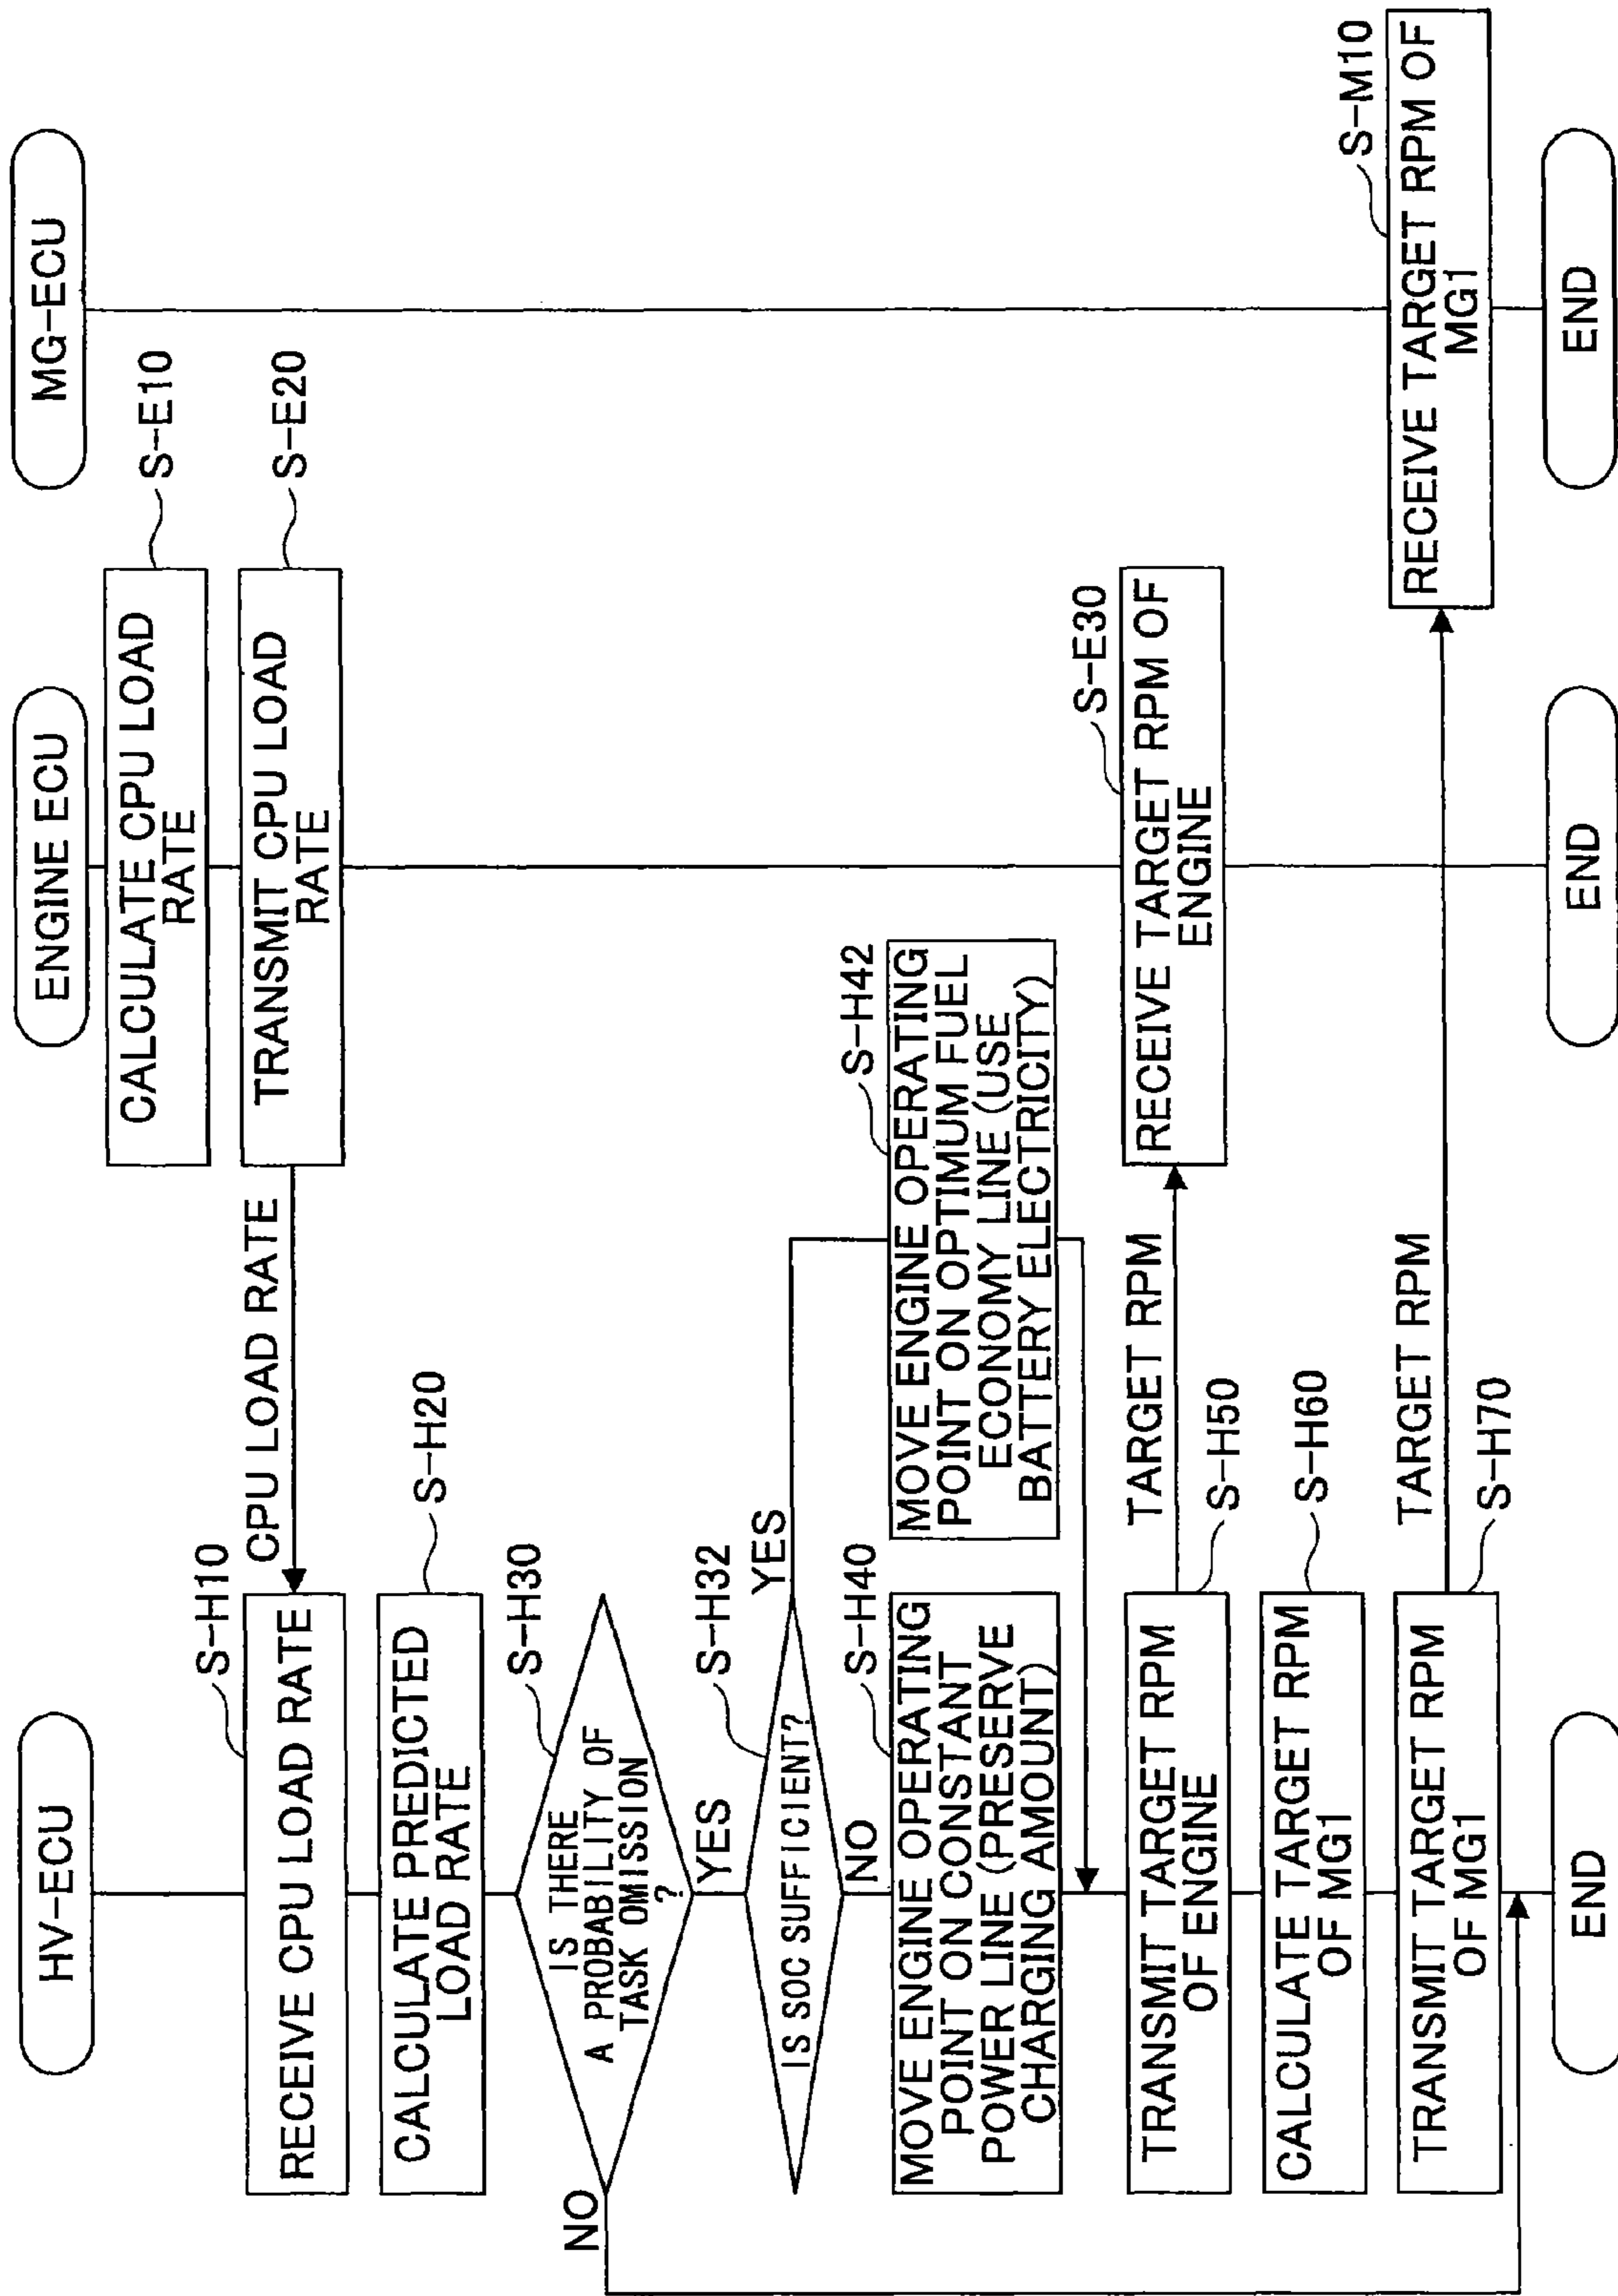 HV-ECU
ENGINE ECU
MG-ECU
CALCULATE CPU LOAD
RATE
S-E10
TRANSMIT CPU LOAD
RATE
S-E20
CPU LOAD RATE
S-H10
RECEIVE CPU LOAD RATE
S-H20
CALCULATE PREDICTED
LOAD RATE
S-H30
IS THERE
A PROBABILITY OF
TASK OMISSION
?
NO
YES
S-H32
IS SOC SUFFICIENT?
YES
NO
S-H40
MOVE ENGINE OPERATING
POINT ON CONSTANT
POWER LINE (PRESERVE
CHARGING AMOUNT)
S-H42
MOVE ENGINE OPERATING
POINT ON OPTIMUM FUEL
ECONOMY LINE (USE
BATTERY ELECTRICITY)
TRANSMIT TARGET RPM
OF ENGINE
S-H50
TARGET RPM
S-E30
RECEIVE TARGET RPM OF
ENGINE
CALCULATE TARGET RPM
OF MG1
S-H60
TRANSMIT TARGET RPM
OF MG1
S-H70
TARGET RPM
S-M10
RECEIVE TARGET RPM OF
MG1
END
END
END